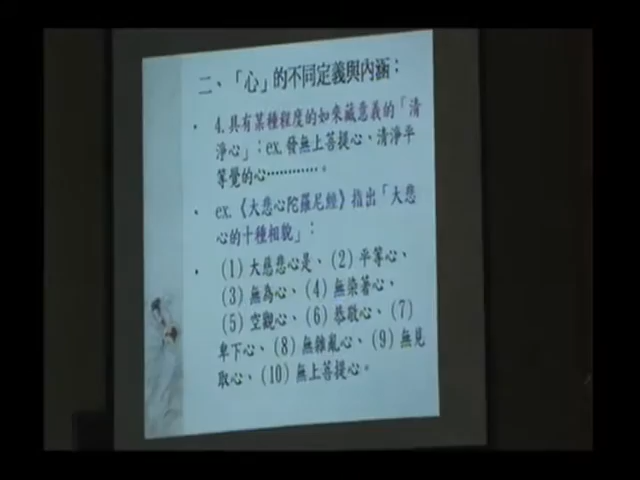 二、「心」的不同定義與內涵：
• 4.具有某種程度的如來藏意義的「清
淨心」：ex.發無上菩提心、清淨平
等覺的心…………。
• ex.《大悲心陀羅尼經》指出「大悲
心的十種相貌」：
• (1)大慈悲心是、(2)平等心、
(3)無為心、(4)無染著心、
(5)空觀心、(6)恭敬心、(7)
卑下心、(8)無雜亂心、(9)無見
取心、(10)無上菩提心。